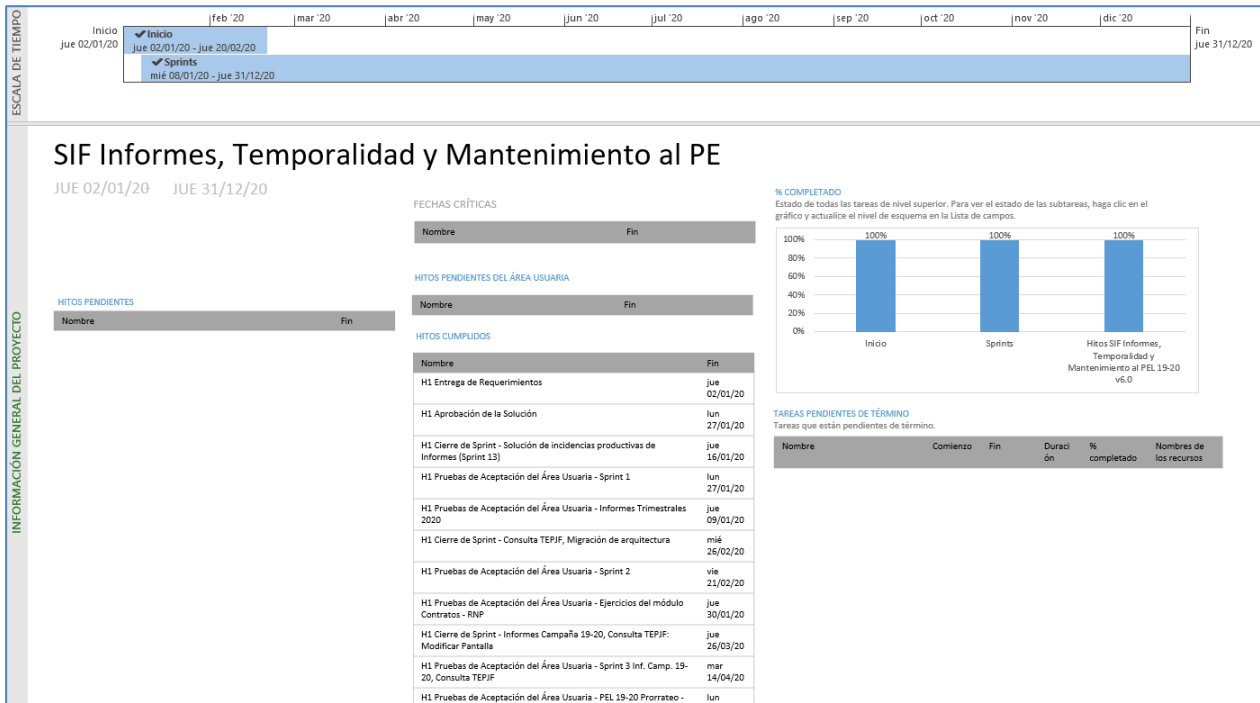 ESCALA DE TIEMPO
feb '20 mar '20 abr '20 may '20 jun '20 jul '20 ago '20 sep '20 oct '20 nov '20 dic '20
Inicio
jue 02/01/20
✔Inicio
jue 02/01/20 - jue 20/02/20
✔Sprints
mié 08/01/20 - jue 31/12/20
Fin
jue 31/12/20
INFORMACIÓN GENERAL DEL PROYECTO
SIF Informes, Temporalidad y Mantenimiento al PE
JUE 02/01/20- JUE 31/12/20
HITOS PENDIENTES
Nombre Fin
FECHAS CRÍTICAS
Nombre Fin
HITOS PENDIENTES DEL ÁREA USUARIA
Nombre Fin
HITOS CUMPLIDOS
Nombre Fin
H1 Entrega de Requerimientos jue
02/01/20
H1 Aprobación de la Solución lun
27/01/20
H1 Cierre de Sprint - Solución de incidencias productivas de jue
Informes (Sprint 13) 16/01/20
H1 Pruebas de Aceptación del Área Usuaria - Sprint 1 lun
27/01/20
H1 Pruebas de Aceptación del Área Usuaria - Informes Trimestrales jue
2020 09/01/20
H1 Cierre de Sprint - Consulta TEPJF, Migración de arquitectura mié
26/02/20
H1 Pruebas de Aceptación del Área Usuaria - Sprint 2 vie
21/02/20
H1 Pruebas de Aceptación del Área Usuaria - Ejercicios del módulo jue
Contratos - RNP 30/01/20
H1 Cierre de Sprint - Informes Campaña 19-20, Consulta TEPJF: jue
Modificar Pantalla 26/03/20
H1 Pruebas de Aceptación del Área Usuaria - Sprint 3 Inf. Camp. 19- mar
20, Consulta TEPJF 14/04/20
H1 Pruebas de Aceptación del Área Usuaria - PEL 19-20 Prorrateo - lun
% COMPLETADO
Estado de todas las tareas de nivel superior. Para ver el estado de las subtareas, haga clic en el
gráfico y actualice el nivel de esquema en la Lista de campos.
100% 100% 100%
100%
80%
60%
40%
20%
0%
Inicio Sprints Hitos SIF Informes,
Temporalidad y
Mantenimiento al PEL 19-20
v6.0
TAREAS PENDIENTES DE TÉRMINO
Tareas que están pendientes de término.
Nombre Comienzo Fin Duraci % Nombres de
ón completado los recursos